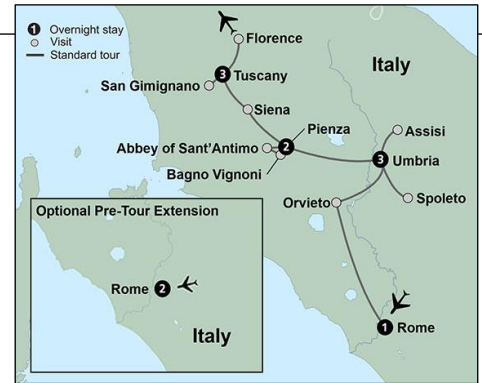 1 Overnight stay
Visit
Standard tour
Florence
Italy
3 Tuscany
San Gimignano
Siena
Pienza
2
Assisi
Abbey of Sant'Antimo
3 Umbria
Bagno Vignoni
Spoleto
Orvieto
Optional Pre-Tour Extension
Rome 2
Italy
1 Rome